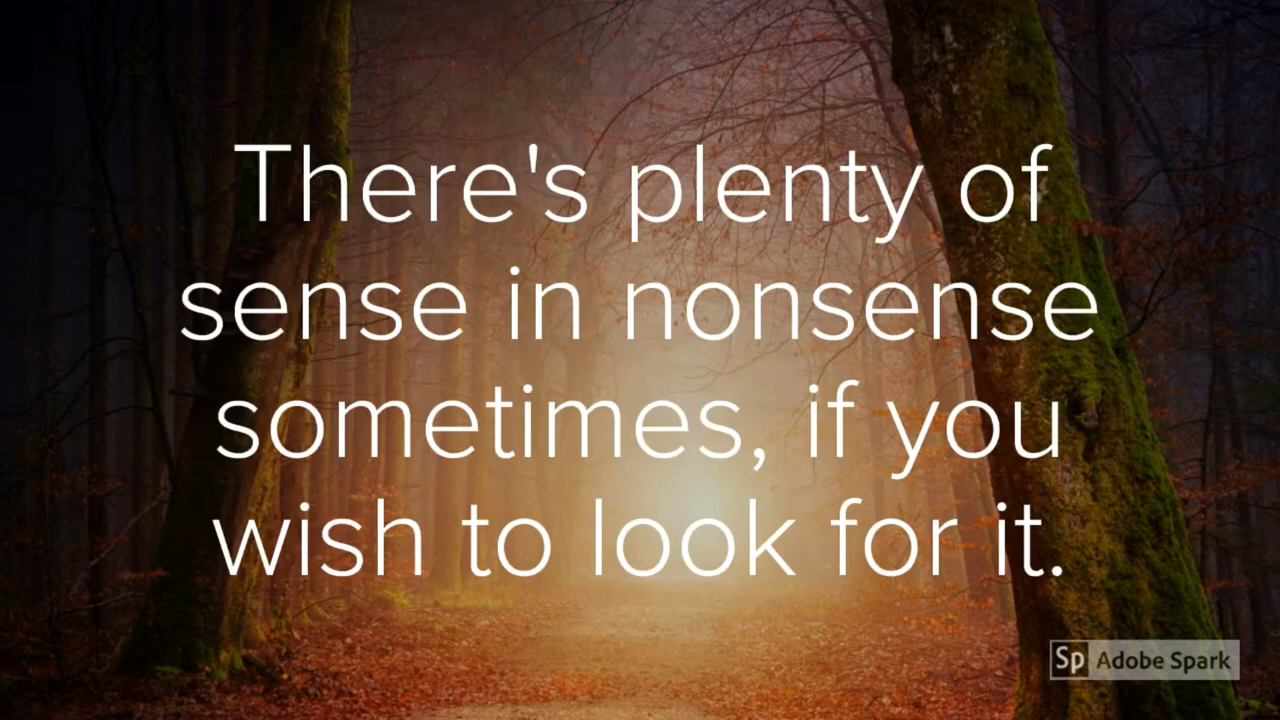 There's plenty of
sense in nonsense
sometimes, if you
wish to look for it.
Sp Adobe Spark